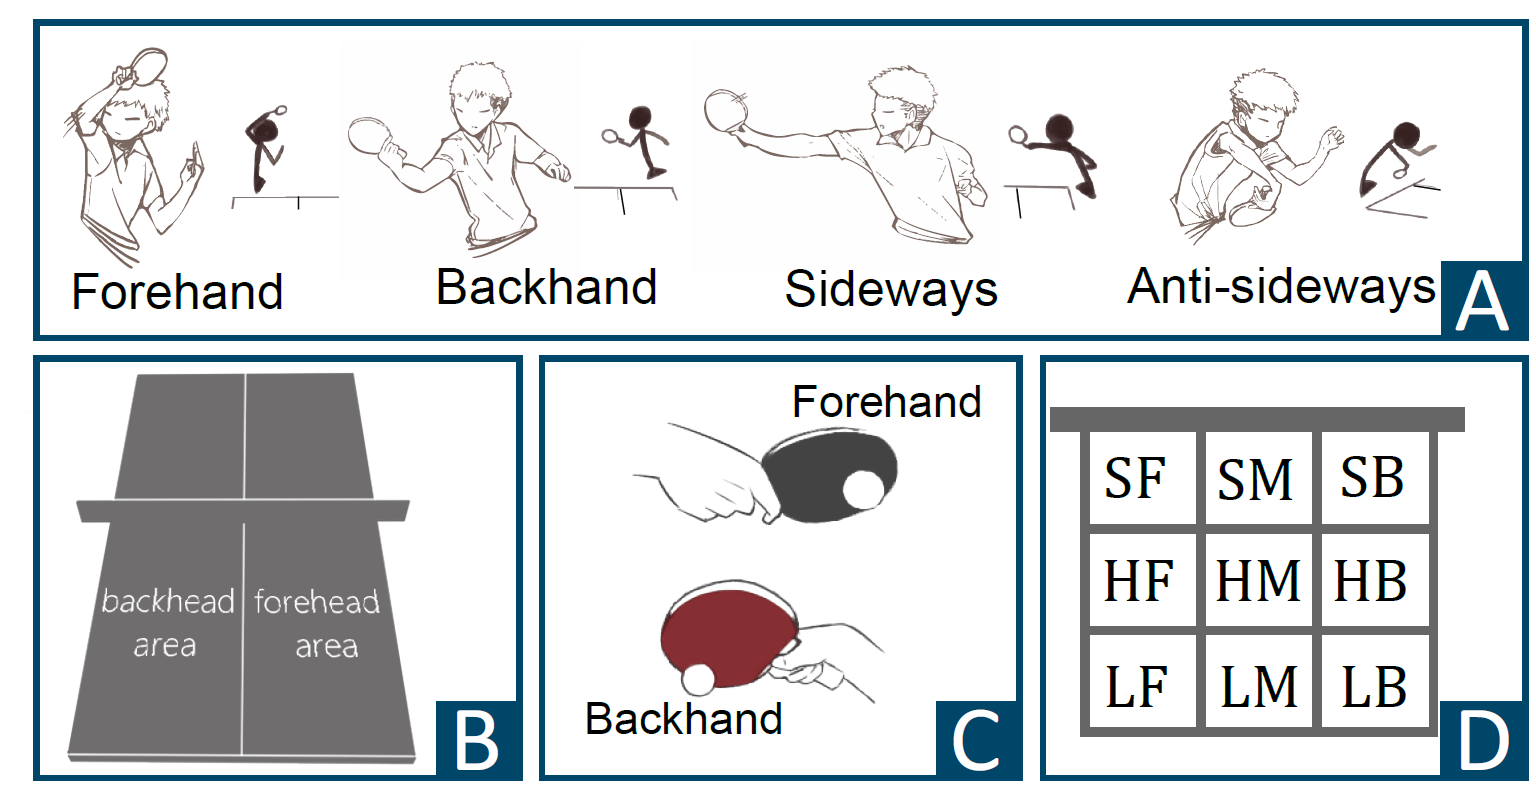 Forehand
Backhand
Sideways
Anti-sideways
A
backhead
area
forehead
area
B
Forehand
Backhand
C
SF SM SB
HF HM HB
LF LM LB
D